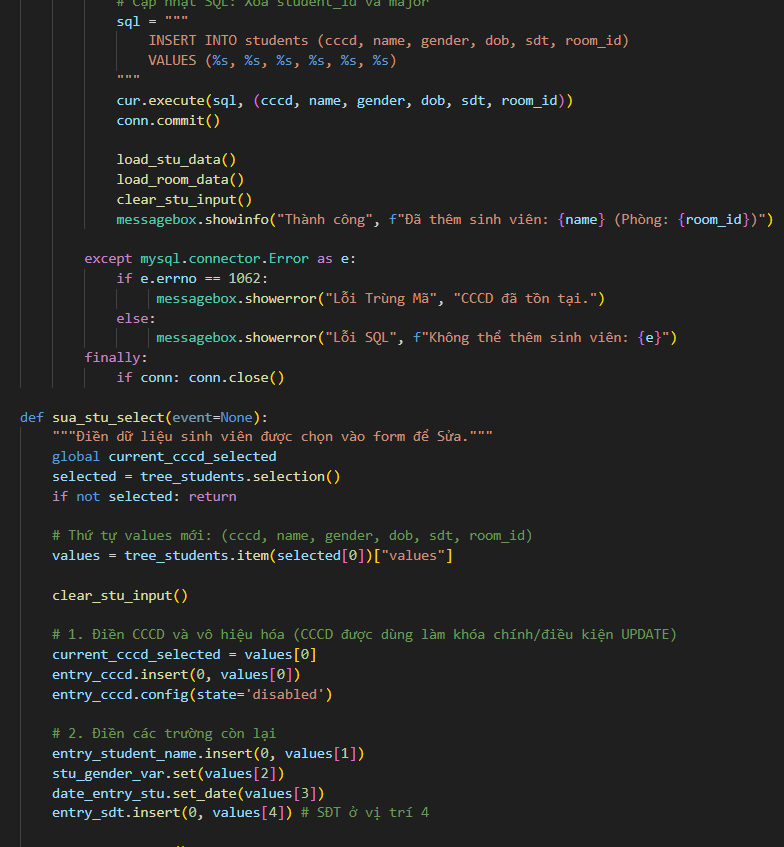 # Cập nhật SQL: Xóa student_id và major
sql = """
INSERT INTO students (cccd, name, gender, dob, sdt, room_id)
VALUES (%s, %s, %s, %s, %s, %s)
"""
cur.execute(sql, (cccd, name, gender, dob, sdt, room_id))
conn.commit()
load_stu_data()
load_room_data()
clear_stu_input()
messagebox.showinfo("Thành công", f"Đã thêm sinh viên: {name} (Phòng: {room_id})")
except mysql.connector.Error as e:
if e.errno == 1062:
messagebox.showerror("Lỗi Trùng Mã", "CCCD đã tồn tại.")
else:
messagebox.showerror("Lỗi SQL", f"Không thể thêm sinh viên: {e}")
finally:
if conn: conn.close()
def sua_stu_select(event=None):
"""Điền dữ liệu sinh viên được chọn vào form để Sửa."""
global current_cccd_selected
selected = tree_students.selection()
if not selected: return
# Thứ tự values mới: (cccd, name, gender, dob, sdt, room_id)
values = tree_students.item(selected[0])["values"]
clear_stu_input()
# 1. Điền CCCD và vô hiệu hóa (CCCD được dùng làm khóa chính/điều kiện UPDATE)
current_cccd_selected = values[0]
entry_cccd.insert(0, values[0])
entry_cccd.config(state='disabled')
# 2. Điền các trường còn lại
entry_student_name.insert(0, values[1])
stu_gender_var.set(values[2])
date_entry_stu.set_date(values[3])
entry_sdt.insert(0, values[4]) # SĐT ở vị trí 4